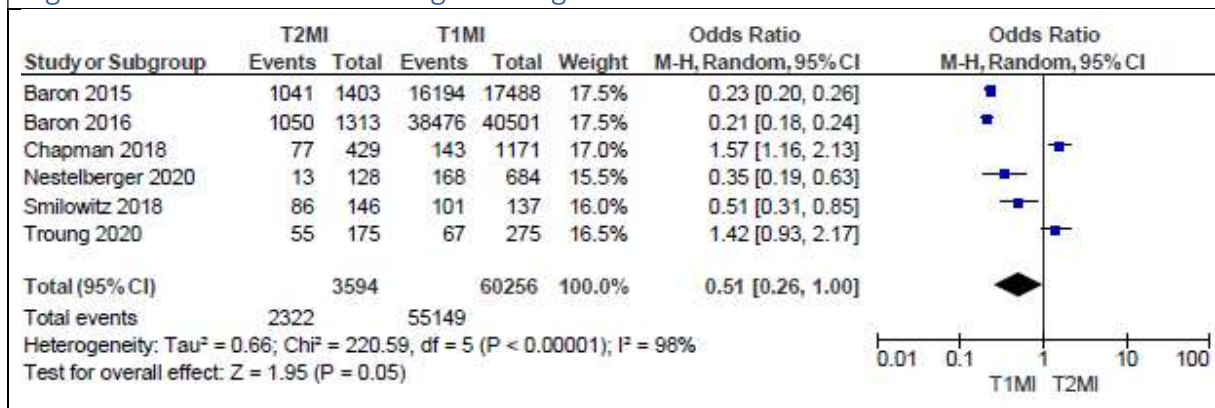 T2MI T1MI Odds Ratio Odds Ratio
Study or Subgroup Events Total Events Total Weight M-H, Random, 95% CI M-H, Random, 95% CI
Baron 2015 1041 1403 16194 17488 17.5% 0.23 [0.20, 0.26]
Baron 2016 1050 1313 38476 40501 17.5% 0.21 [0.18, 0.24]
Chapman 2018 77 429 143 1171 17.0% 1.57 [1.16, 2.13]
Nestelberger 2020 13 128 168 684 15.5% 0.35 [0.19, 0.63]
Smilowitz 2018 86 146 101 137 16.0% 0.51 [0.31, 0.85]
Troung 2020 55 175 67 275 16.5% 1.42 [0.93, 2.17]
Total (95% CI) 3594 60256 100.0% 0.51 [0.26, 1.00]
Total events 2322 55149
Heterogeneity: Tau² = 0.66; Chi² = 220.59, df = 5 (P < 0.00001); I² = 98%
Test for overall effect: Z = 1.95 (P = 0.05)
0.01 0.1 1 10 100
T1MI T2MI